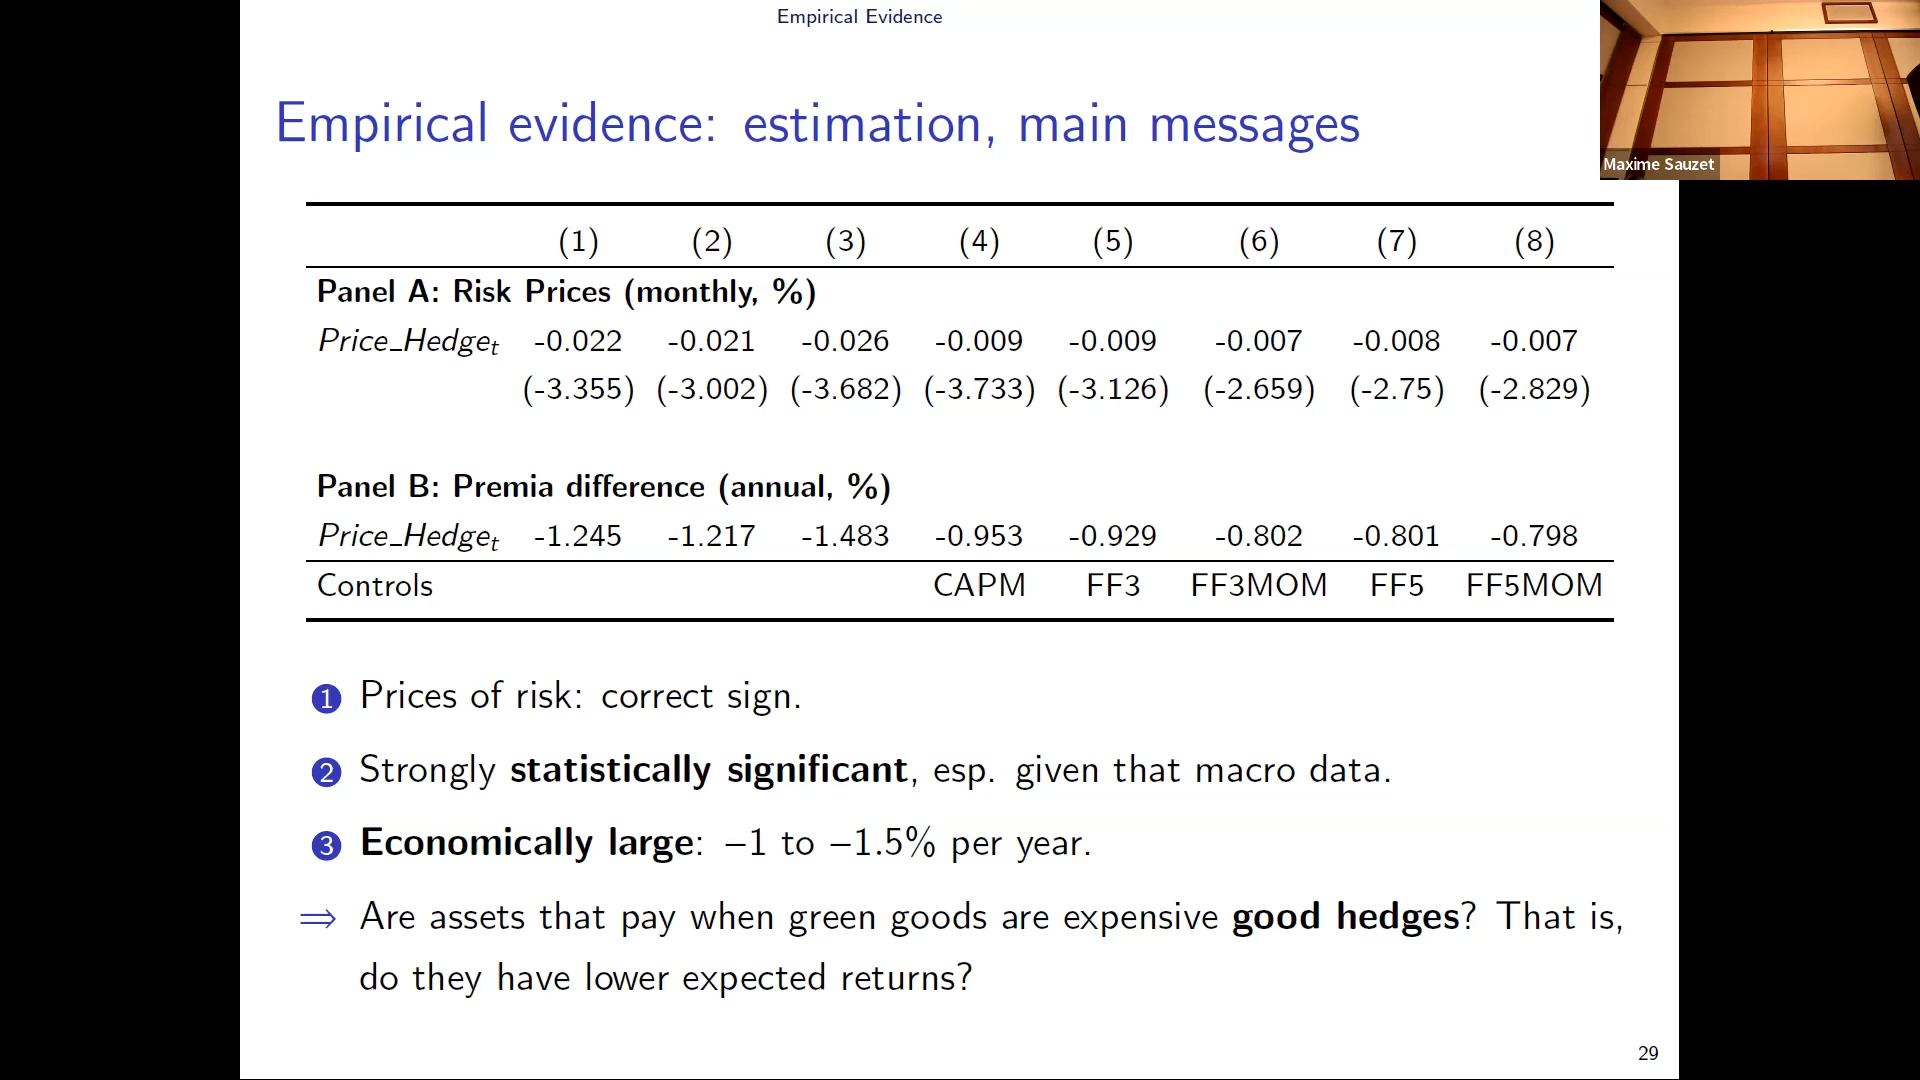 Empirical Evidence
Empirical evidence: estimation, main messages
Maxime Sauzet
(1) (2) (3) (4) (5) (6) (7) (8)
Panel A: Risk Prices (monthly, %)
Price_Hedge_t -0.022 -0.021 -0.026 -0.009 -0.009 -0.007 -0.008 -0.007
(-3.355) (-3.002) (-3.682) (-3.733) (-3.126) (-2.659) (-2.75) (-2.829)
Panel B: Premia difference (annual, %)
Price_Hedge_t -1.245 -1.217 -1.483 -0.953 -0.929 -0.802 -0.801 -0.798
Controls CAPM FF3 FF3MOM FF5 FF5MOM
1 Prices of risk: correct sign.
2 Strongly statistically significant, esp. given that macro data.
3 Economically large: −1 to −1.5% per year.
⟹ Are assets that pay when green goods are expensive good hedges? That is,
do they have lower expected returns?
29